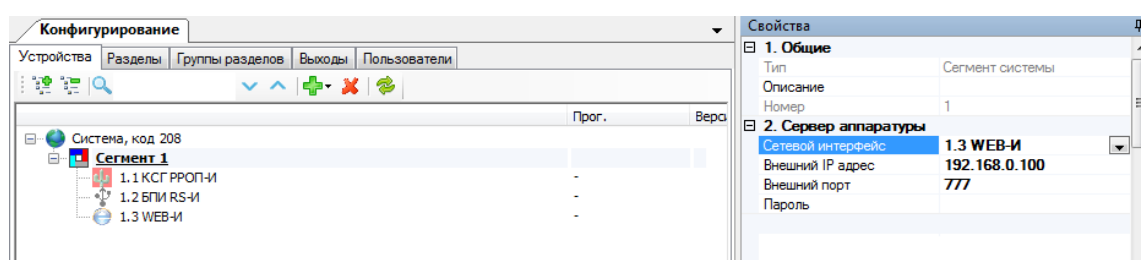 Конфигурирование
Устройства Разделы Группы разделов Выходы Пользователи
Прог. Верс
Система, код 208
Сегмент 1
1.1 КСГ РРОП-И -
1.2 БПИ RS-И -
1.3 WEB-И -
Свойства
1. Общие
Тип Сегмент системы
Описание
Номер 1
2. Сервер аппаратуры
Сетевой интерфейс 1.3 WEB-И
Внешний IP адрес 192.168.0.100
Внешний порт 777
Пароль